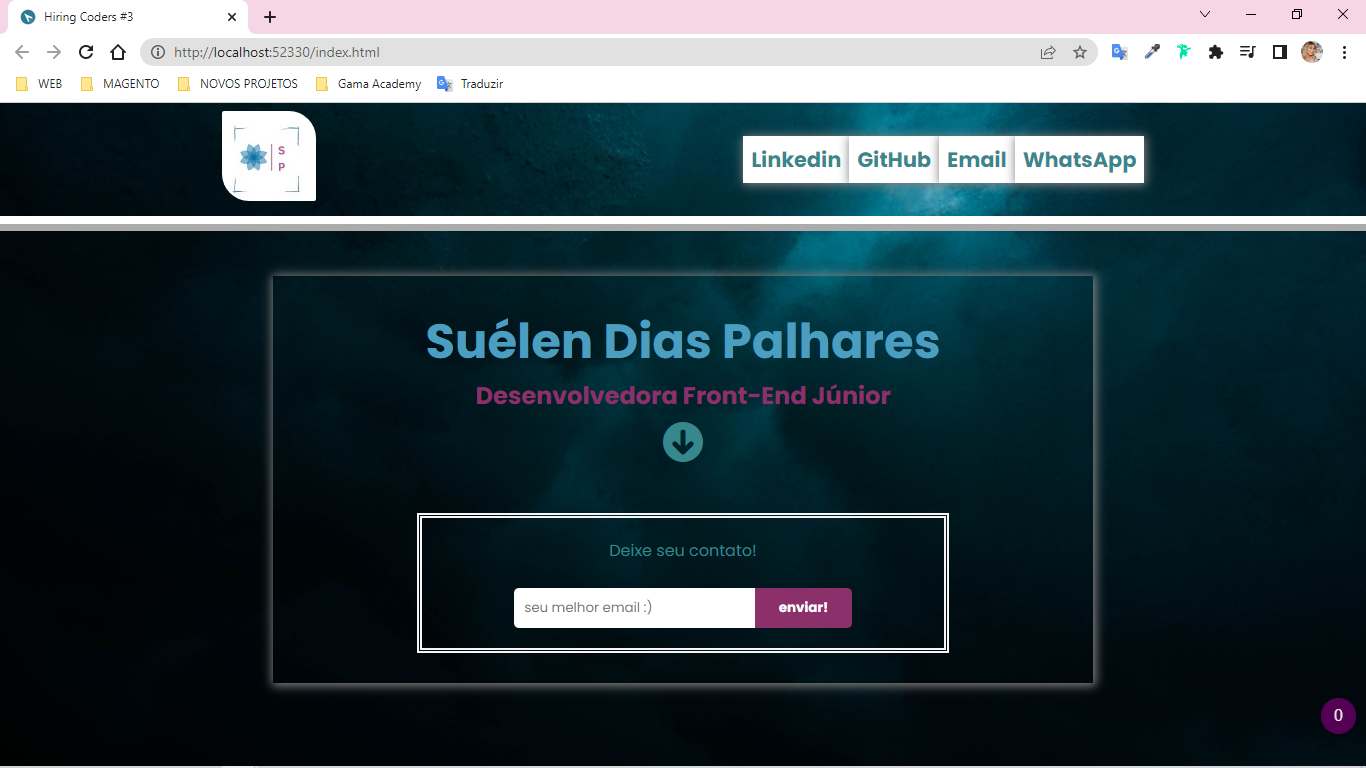 Hiring Coders #3
http://localhost:52330/index.html
WEB MAGENTO NOVOS PROJETOS Gama Academy Traduzir
S
P
Linkedin GitHub Email WhatsApp
Suélen Dias Palhares
Desenvolvedora Front-End Júnior
Deixe seu contato!
seu melhor email :) enviar!
0